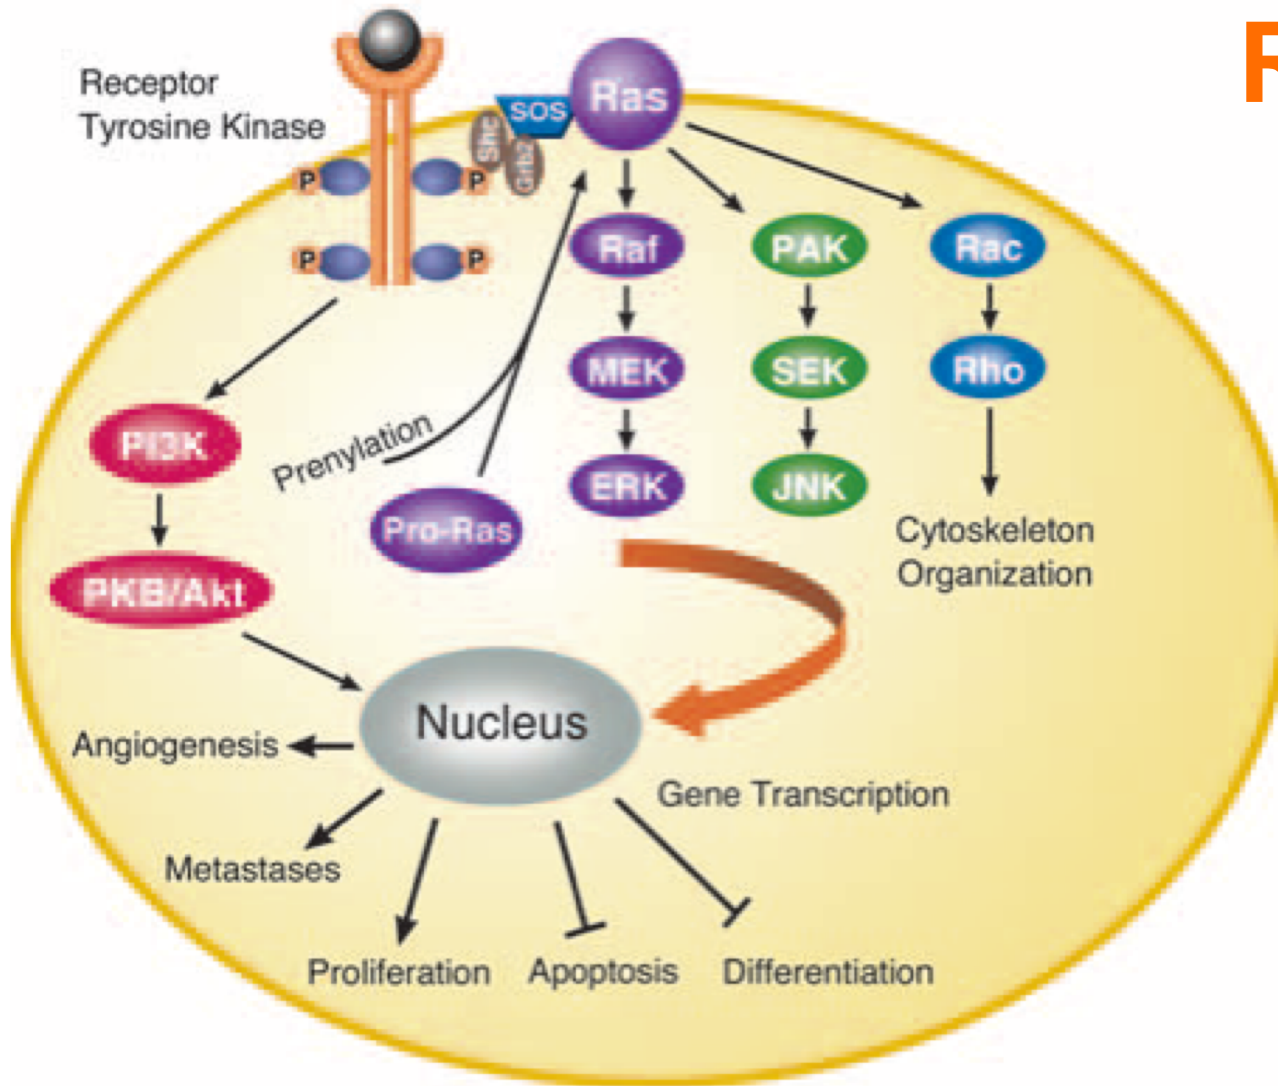 R
Receptor
Tyrosine Kinase
SOS
Ras
Shc
Grb2
P
P
P
P
Raf
PAK
Rac
MEK
SEK
Rho
PI3K
Prenylation
ERK
JNK
Pro-Ras
Cytoskeleton
Organization
PKB/Akt
Nucleus
Angiogenesis
Gene Transcription
Metastases
Proliferation
Apoptosis
Differentiation